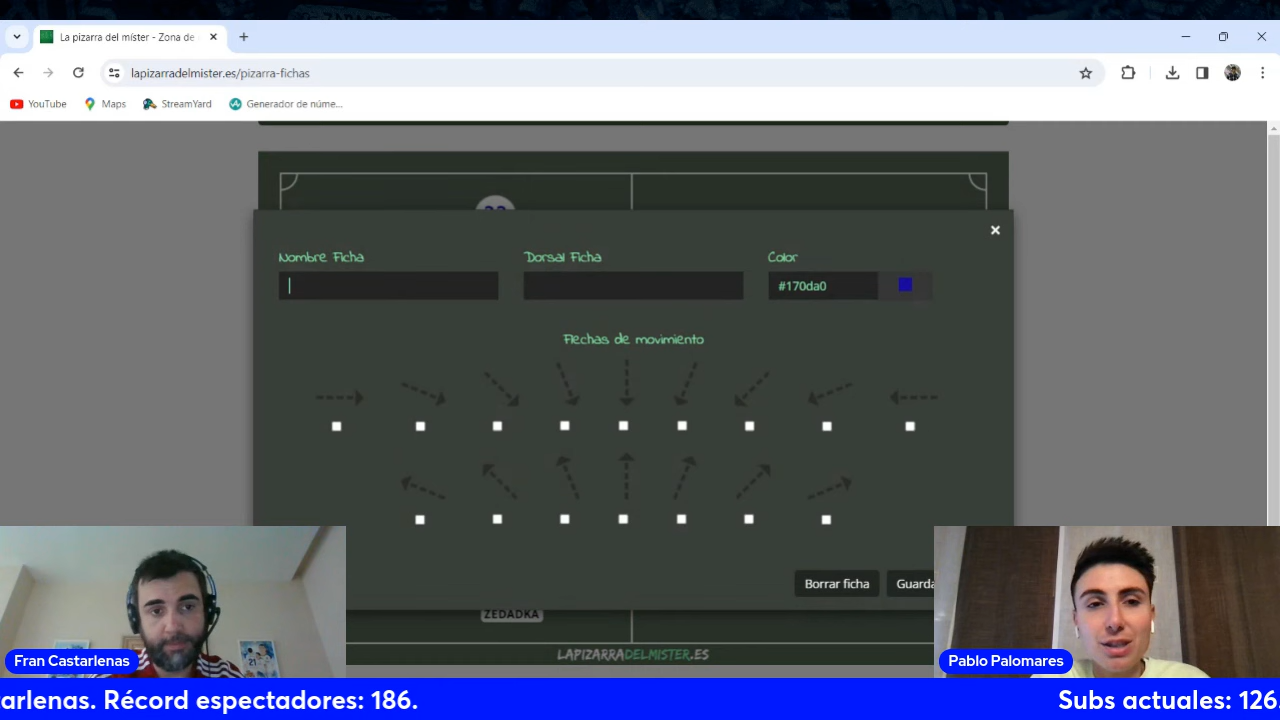 La pizarra del míster - Zona de
lapizarradelmister.es/pizarra-fichas
YouTube
Maps
StreamYard
Generador de núme...
Nombre Ficha
Dorsal Ficha
Color
#170da0
Flechas de movimiento
Borrar ficha
Guarda
ZEDADKA
LAPIZARRADELMISTER.ES
Fran Castarlenas
Pablo Palomares
arlenas. Récord espectadores: 186.
Subs actuales: 126.